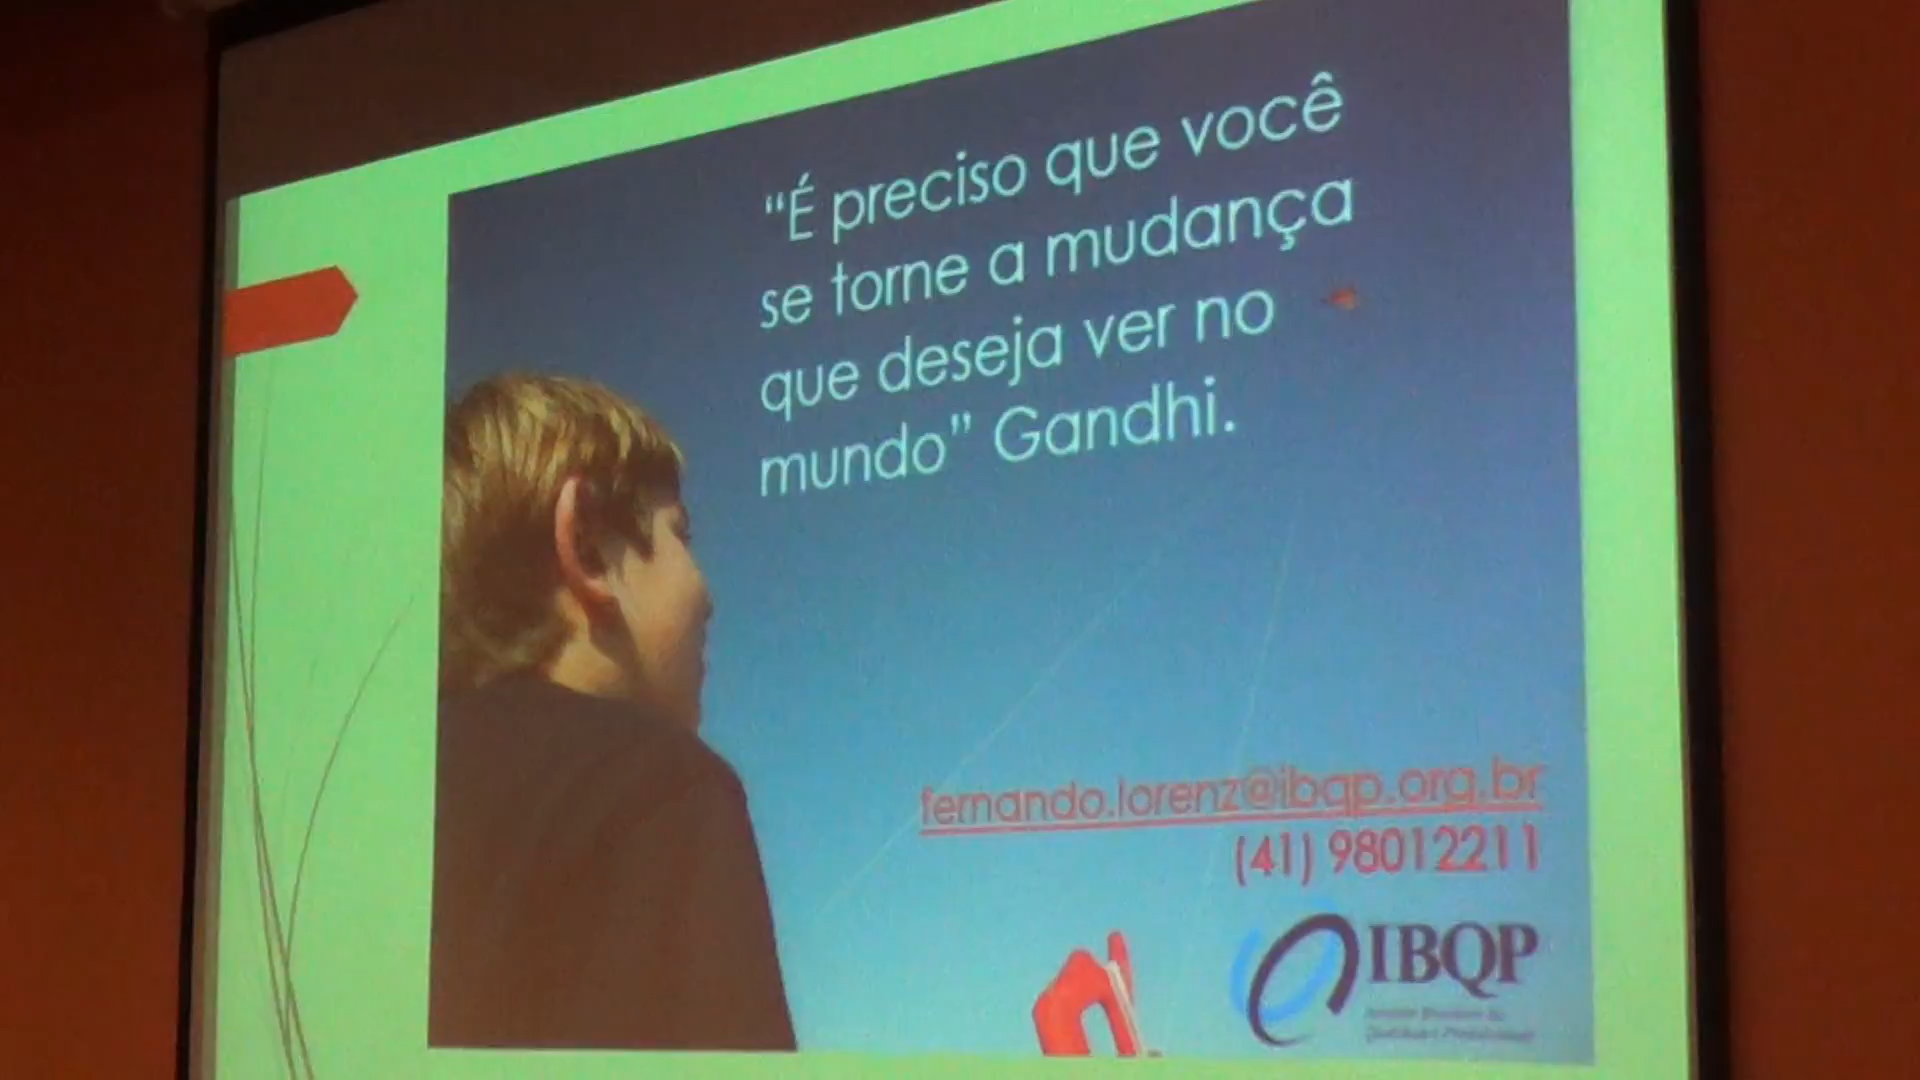 “É preciso que você
se torne a mudança
que deseja ver no
mundo” Gandhi.
fernando.lorenz@ibqp.org.br
(41) 98012211
IBQP